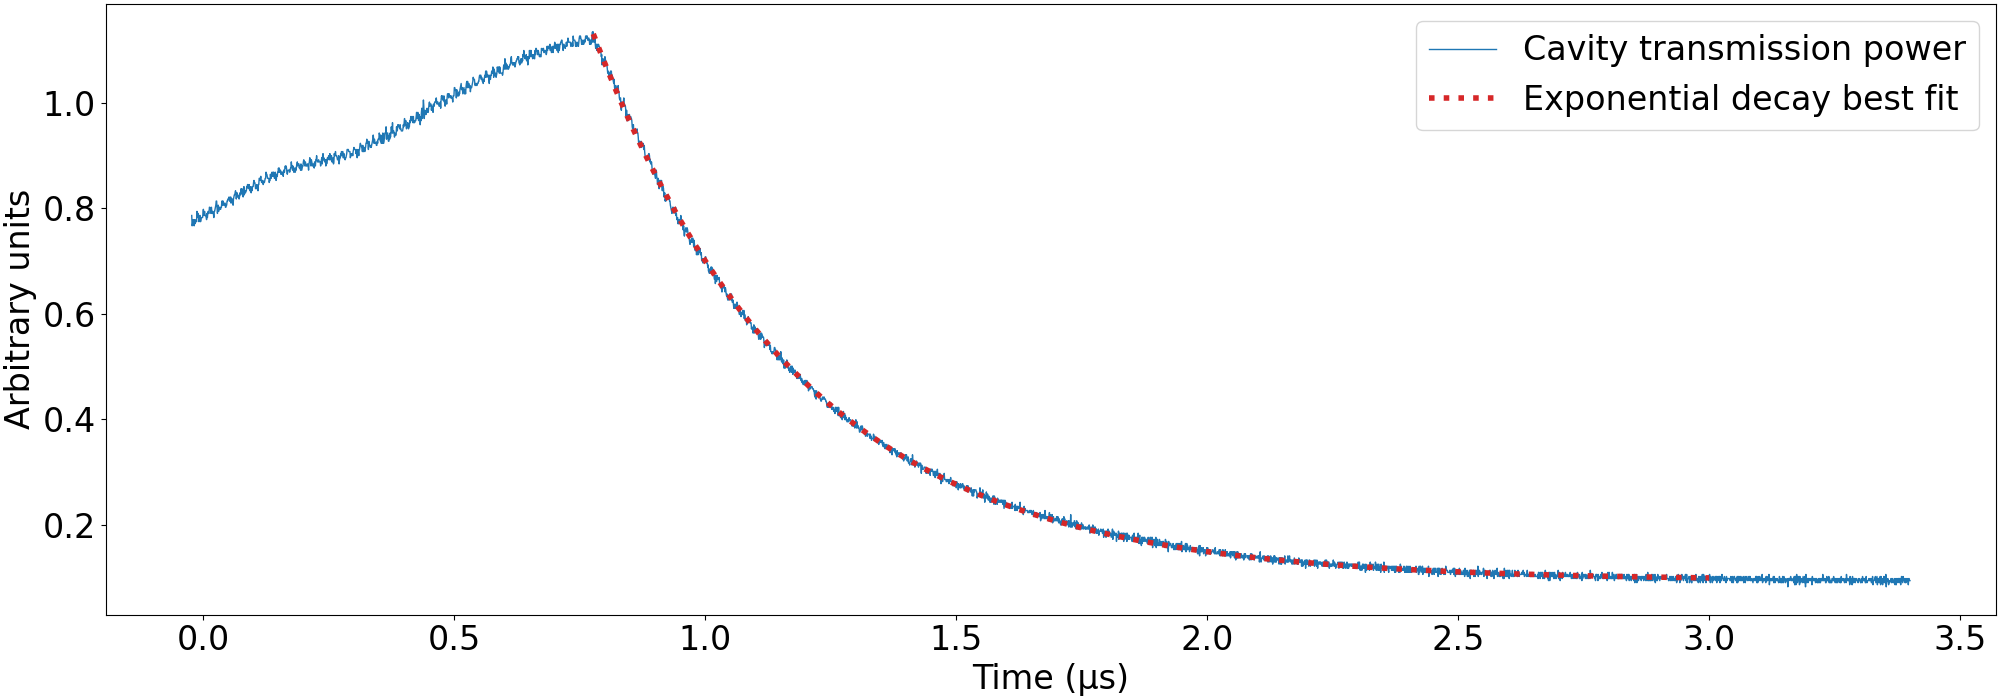 Cavity transmission power
Exponential decay best fit
Arbitrary units
1.0
0.8
0.6
0.4
0.2
0.0 0.5 1.0 1.5 2.0 2.5 3.0 3.5
Time (µs)